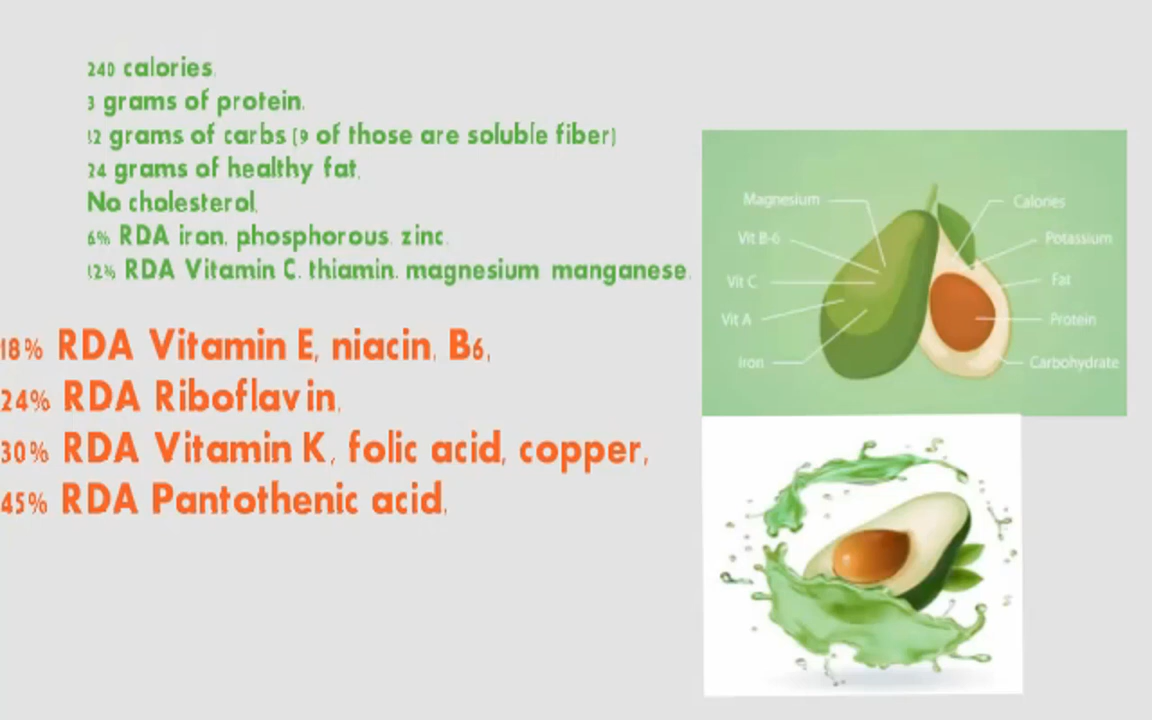 240 calories.
3 grams of protein.
12 grams of carbs (9 of those are soluble fiber)
24 grams of healthy fat.
No cholesterol.
6% RDA iron, phosphorous, zinc.
12% RDA Vitamin C, thiamin, magnesium manganese.
18% RDA Vitamin E, niacin, B6,
24% RDA Riboflavin,
30% RDA Vitamin K, folic acid, copper,
45% RDA Pantothenic acid,
Magnesium
Vit B-6
Vit C
Vit A
Iron
Calories
Potassium
Fat
Protein
Carbohydrate